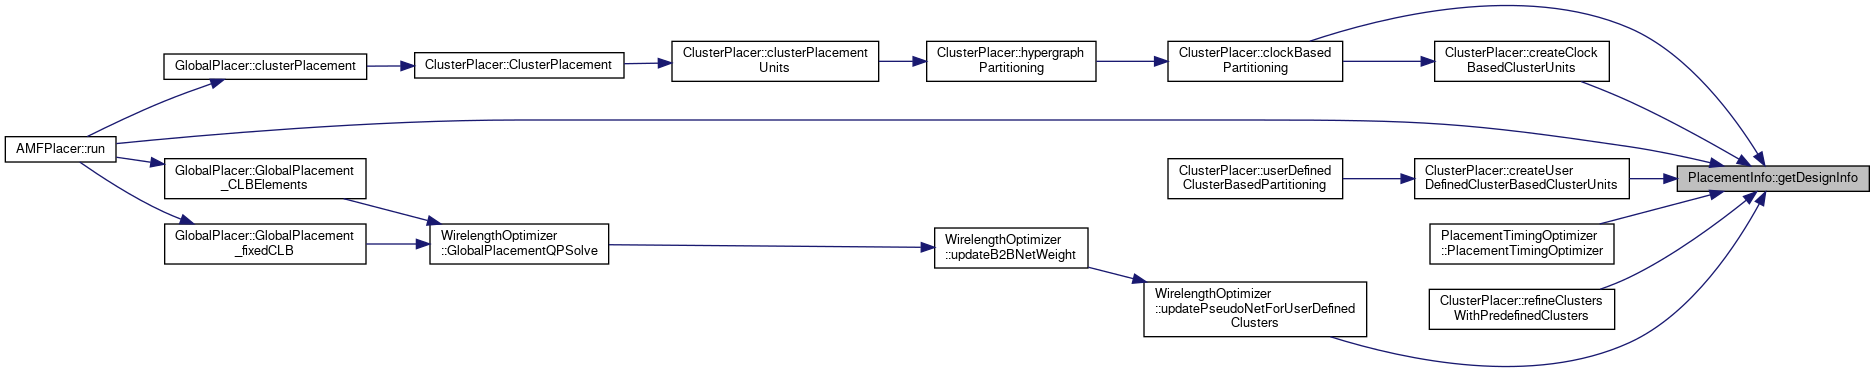 GlobalPlacer::clusterPlacement
ClusterPlacer::ClusterPlacement
ClusterPlacer::clusterPlacement
Units
ClusterPlacer::hypergraph
Partitioning
ClusterPlacer::clockBased
Partitioning
ClusterPlacer::createClock
BasedClusterUnits
AMFPlacer::run
GlobalPlacer::GlobalPlacement
_CLBElements
ClusterPlacer::userDefined
ClusterBasedPartitioning
ClusterPlacer::createUser
DefinedClusterBasedClusterUnits
PlacementInfo::getDesignInfo
GlobalPlacer::GlobalPlacement
_fixedCLB
WirelengthOptimizer
::GlobalPlacementQPSolve
WirelengthOptimizer
::updateB2BNetWeight
PlacementTimingOptimizer
::PlacementTimingOptimizer
WirelengthOptimizer
::updatePseudoNetForUserDefined
Clusters
ClusterPlacer::refineClusters
WithPredefinedClusters